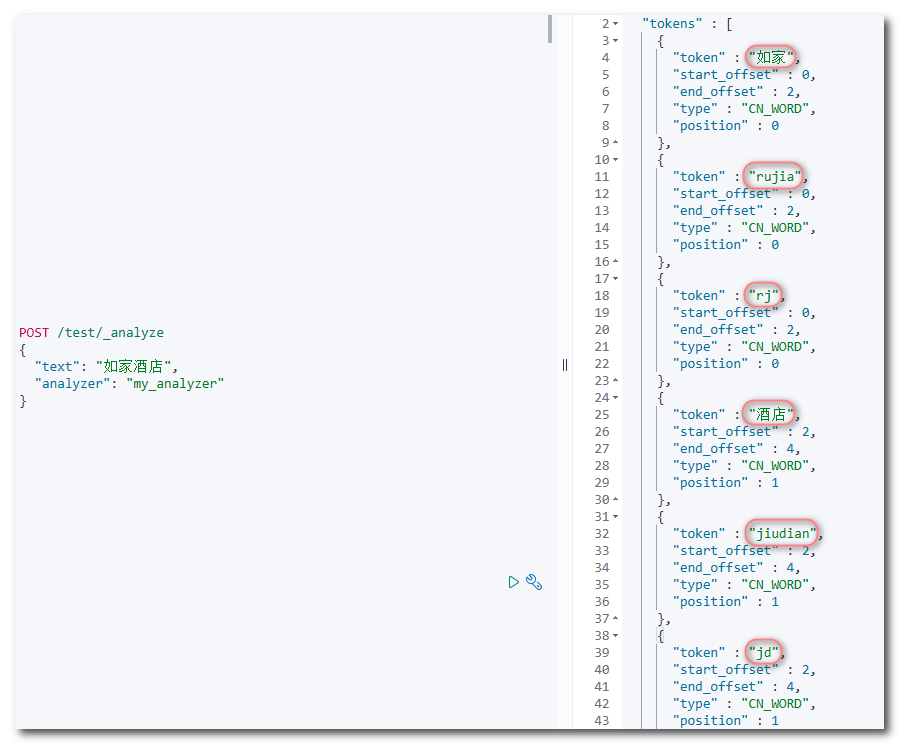 POST /test/_analyze
{
  "text": "如家酒店",
  "analyzer": "my_analyzer"
}
2 "tokens" : [
3 {
4 "token" : "如家",
5 "start_offset" : 0,
6 "end_offset" : 2,
7 "type" : "CN_WORD",
8 "position" : 0
9 },
10 {
11 "token" : "rujia",
12 "start_offset" : 0,
13 "end_offset" : 2,
14 "type" : "CN_WORD",
15 "position" : 0
16 },
17 {
18 "token" : "rj",
19 "start_offset" : 0,
20 "end_offset" : 2,
21 "type" : "CN_WORD",
22 "position" : 0
23 },
24 {
25 "token" : "酒店",
26 "start_offset" : 2,
27 "end_offset" : 4,
28 "type" : "CN_WORD",
29 "position" : 1
30 },
31 {
32 "token" : "jiudian",
33 "start_offset" : 2,
34 "end_offset" : 4,
35 "type" : "CN_WORD",
36 "position" : 1
37 },
38 {
39 "token" : "jd",
40 "start_offset" : 2,
41 "end_offset" : 4,
42 "type" : "CN_WORD",
43 "position" : 1